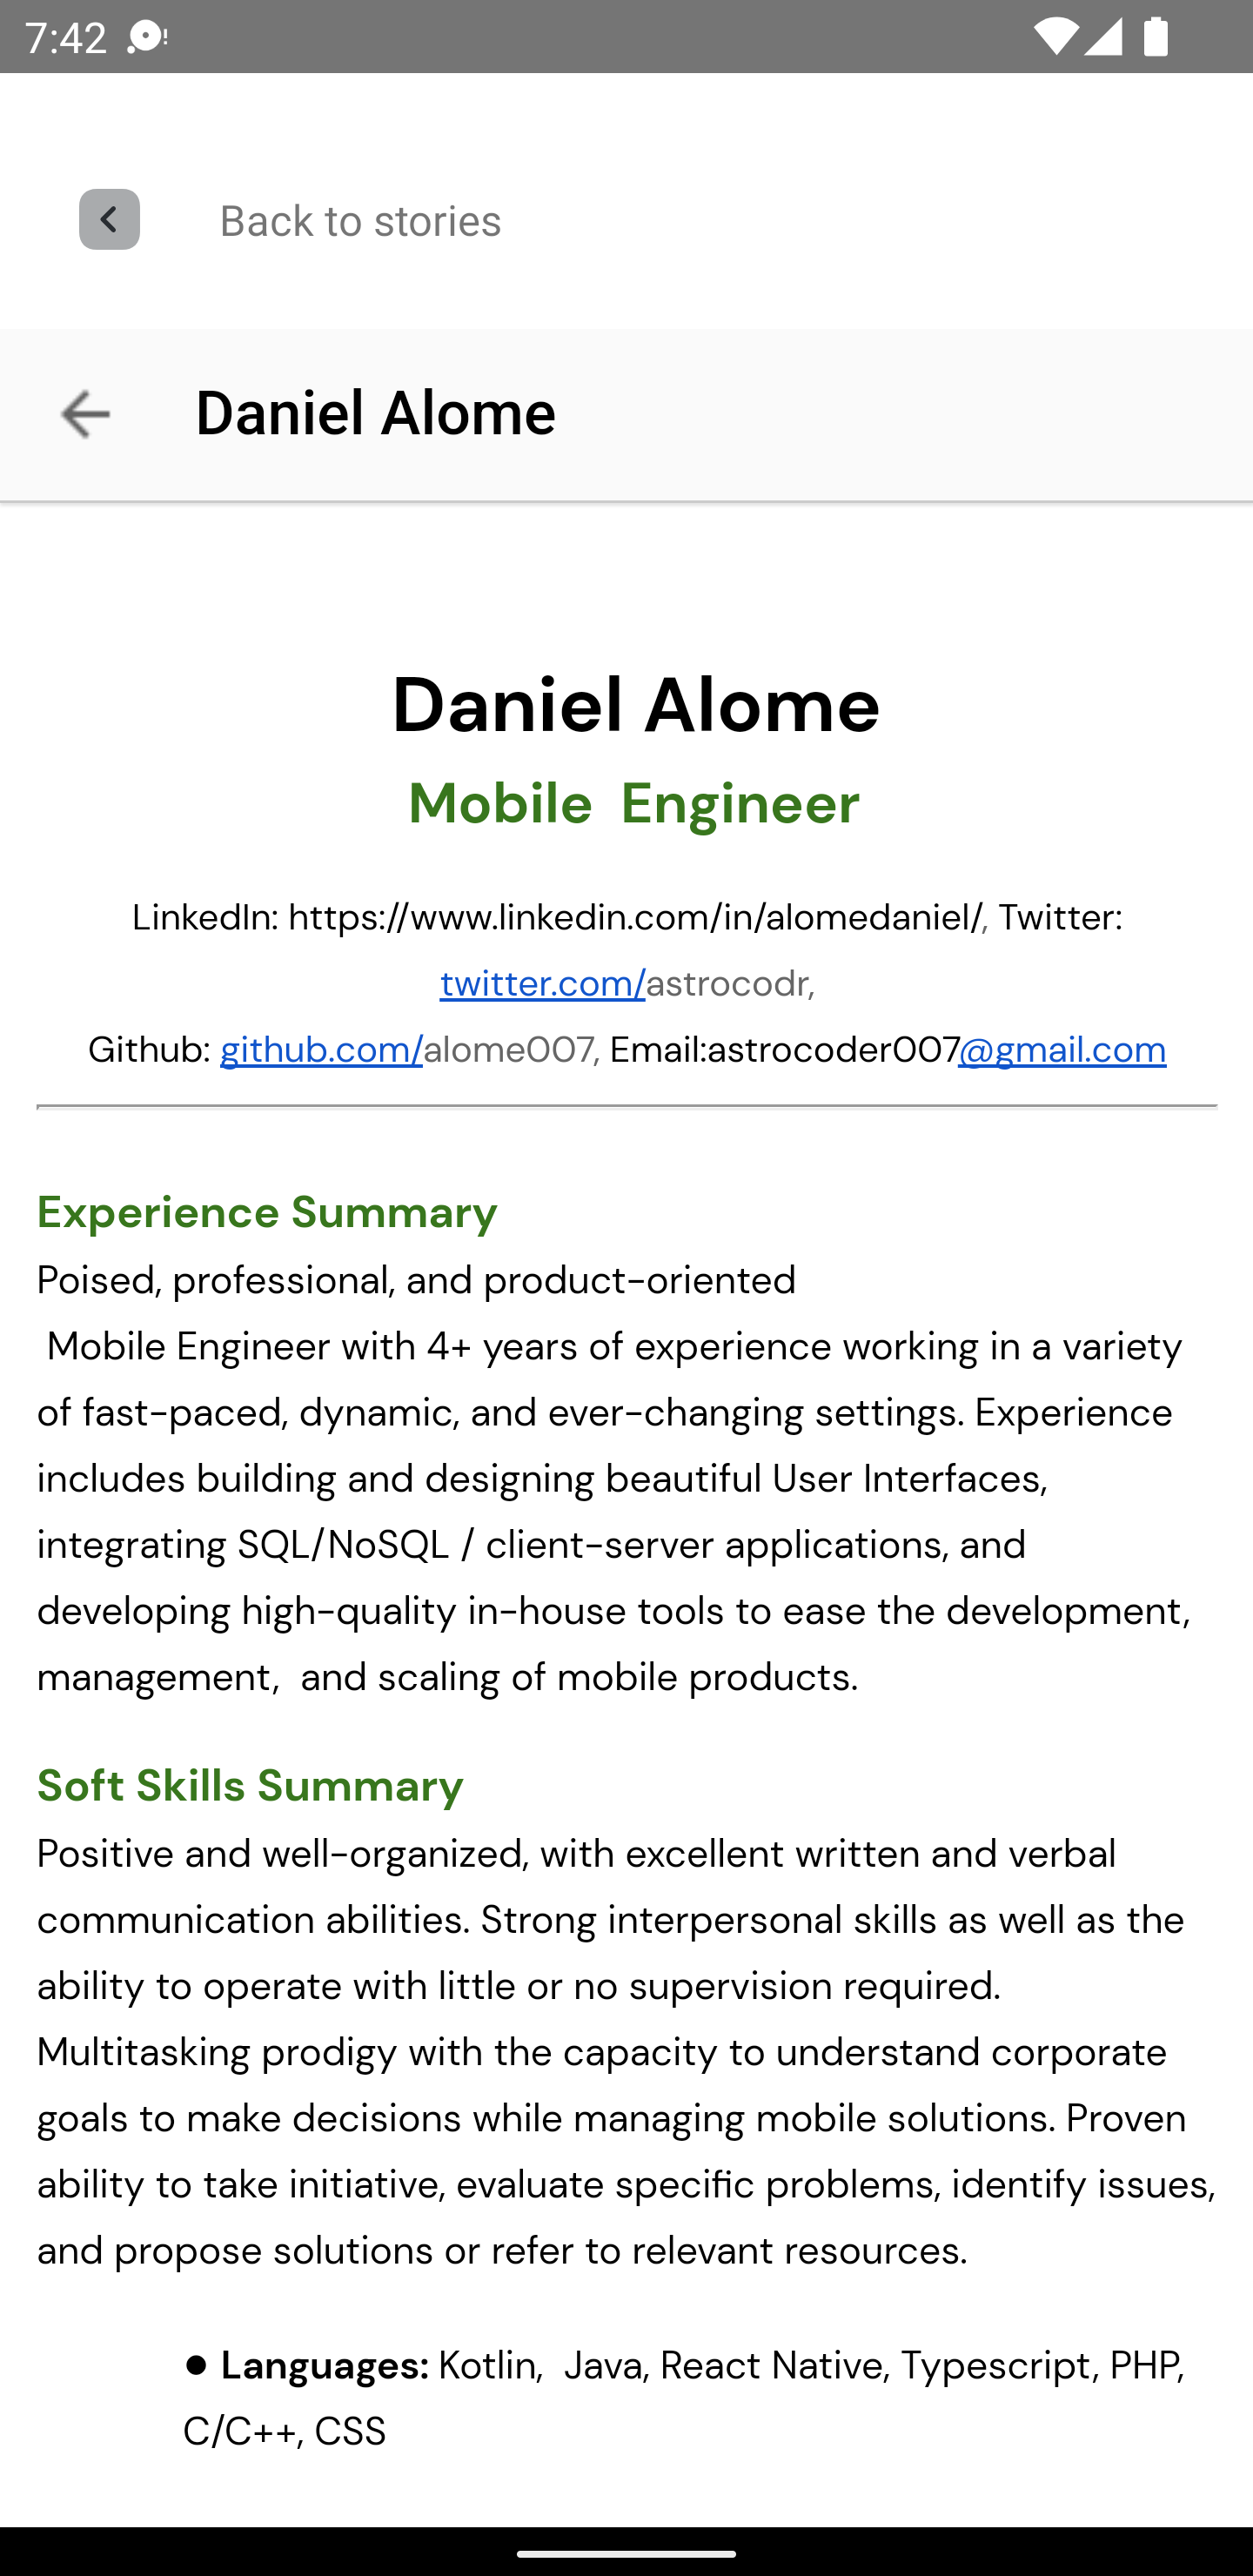 7:42
Back to stories
Daniel Alome
Daniel Alome
Mobile  Engineer
LinkedIn: https://www.linkedin.com/in/alomedaniel/, Twitter:
twitter.com/astrocodr,
Github: github.com/alome007, Email:astrocoder007@gmail.com
Experience Summary
Poised, professional, and product-oriented
Mobile Engineer with 4+ years of experience working in a variety
of fast-paced, dynamic, and ever-changing settings. Experience
includes building and designing beautiful User Interfaces,
integrating SQL/NoSQL / client-server applications, and
developing high-quality in-house tools to ease the development,
management,  and scaling of mobile products.
Soft Skills Summary
Positive and well-organized, with excellent written and verbal
communication abilities. Strong interpersonal skills as well as the
ability to operate with little or no supervision required.
Multitasking prodigy with the capacity to understand corporate
goals to make decisions while managing mobile solutions. Proven
ability to take initiative, evaluate specific problems, identify issues,
and propose solutions or refer to relevant resources.
● Languages: Kotlin,  Java, React Native, Typescript, PHP,
C/C++, CSS